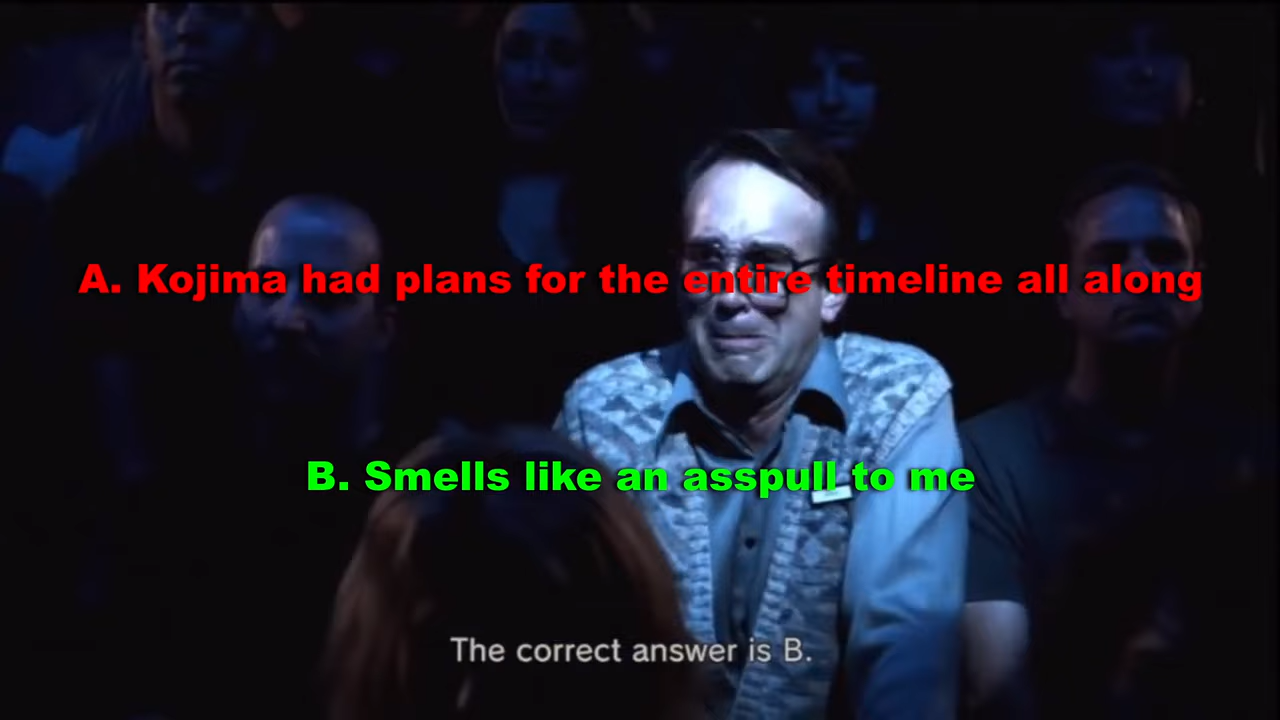 A. Kojima had plans for the entire timeline all along
B. Smells like an asspull to me
The correct answer is B.